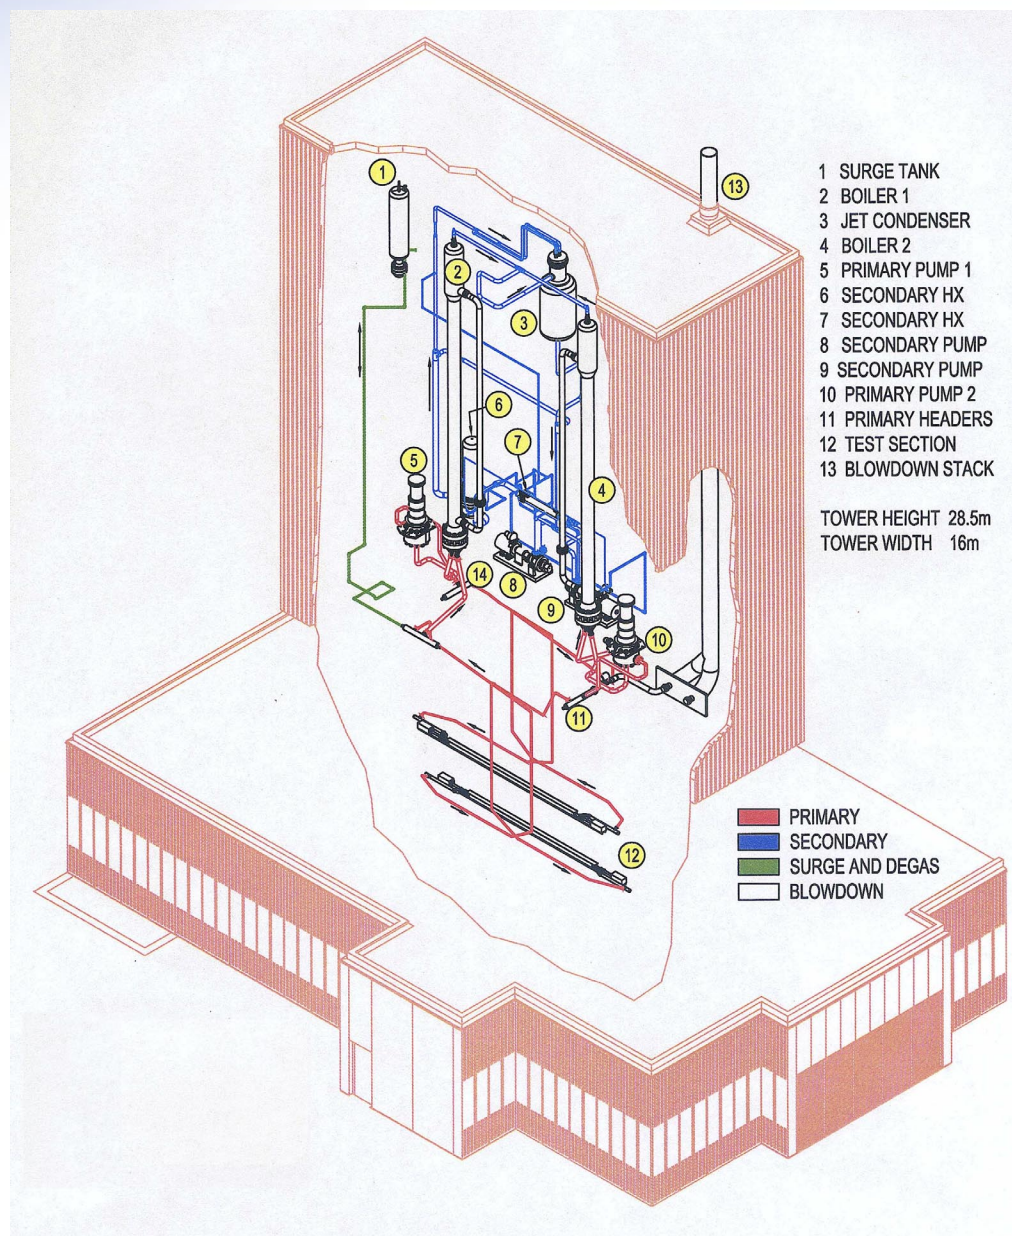 1 SURGE TANK
2 BOILER 1
3 JET CONDENSER
4 BOILER 2
5 PRIMARY PUMP 1
6 SECONDARY HX
7 SECONDARY HX
8 SECONDARY PUMP
9 SECONDARY PUMP
10 PRIMARY PUMP 2
11 PRIMARY HEADERS
12 TEST SECTION
13 BLOWDOWN STACK
TOWER HEIGHT 28.5m
TOWER WIDTH 16m
1
13
2
3
6
5
7
4
14
8
9
10
11
12
PRIMARY
SECONDARY
SURGE AND DEGAS
BLOWDOWN